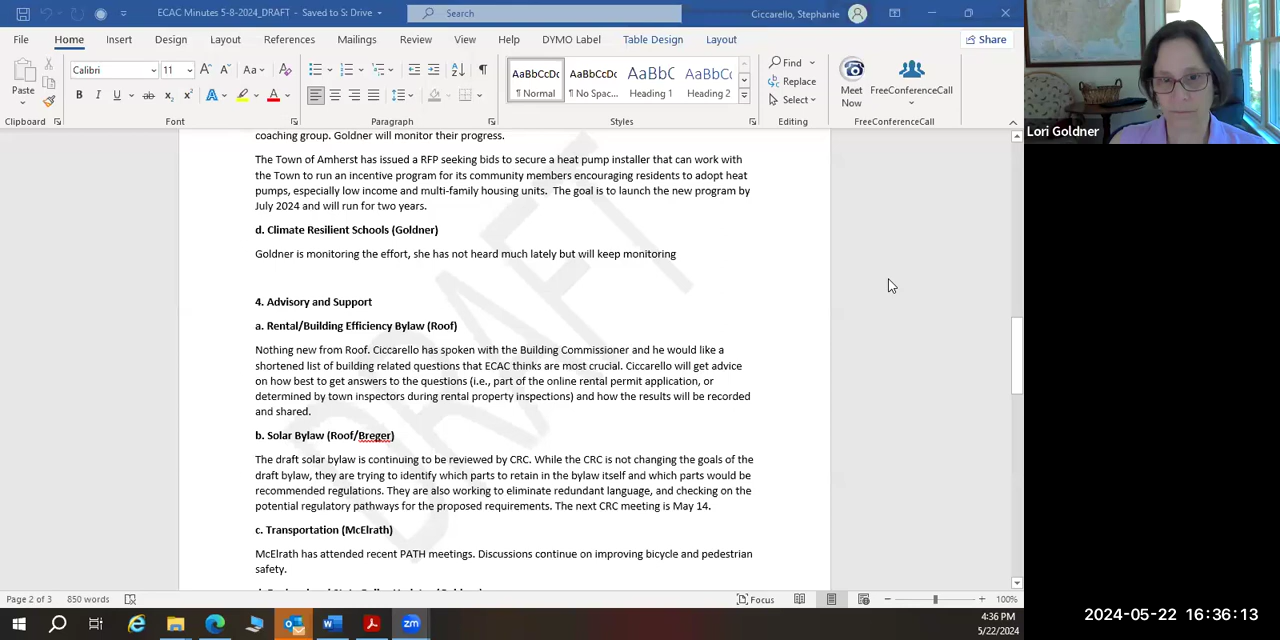 ECAC Minutes 5-8-2024_DRAFT - Saved to S: Drive
Search
Ciccarello, Stephanie
File Home Insert Design Layout References Mailings Review View Help DYMO Label Table Design Layout Share
Calibri 11 Aa
AaBbCcDc AaBbCcDc AaBbC AaBbCc
¶ Normal ¶ No Spac... Heading 1 Heading 2
Find
Replace
Select
Paste
B I U ab x₂ x² A A
Meet Now
FreeConferenceCall
Clipboard Font Paragraph Styles Editing FreeConferenceCall
Lori Goldner
coaching group. Goldner will monitor their progress.
The Town of Amherst has issued a RFP seeking bids to secure a heat pump installer that can work with
the Town to run an incentive program for its community members encouraging residents to adopt heat
pumps, especially low income and multi-family housing units. The goal is to launch the new program by
July 2024 and will run for two years.
d. Climate Resilient Schools (Goldner)
Goldner is monitoring the effort, she has not heard much lately but will keep monitoring
4. Advisory and Support
a. Rental/Building Efficiency Bylaw (Roof)
Nothing new from Roof. Ciccarello has spoken with the Building Commissioner and he would like a
shortened list of building related questions that ECAC thinks are most crucial. Ciccarello will get advice
on how best to get answers to the questions (i.e., part of the online rental permit application, or
determined by town inspectors during rental property inspections) and how the results will be recorded
and shared.
b. Solar Bylaw (Roof/Breger)
The draft solar bylaw is continuing to be reviewed by CRC. While the CRC is not changing the goals of the
draft bylaw, they are trying to identify which parts to retain in the bylaw itself and which parts would be
recommended regulations. They are also working to eliminate redundant language, and checking on the
potential regulatory pathways for the proposed requirements. The next CRC meeting is May 14.
c. Transportation (McElrath)
McElrath has attended recent PATH meetings. Discussions continue on improving bicycle and pedestrian
safety.
DRAFT
Page 2 of 3 850 words
Focus
100%
4:36 PM
5/22/2024
2024-05-22 16:36:13